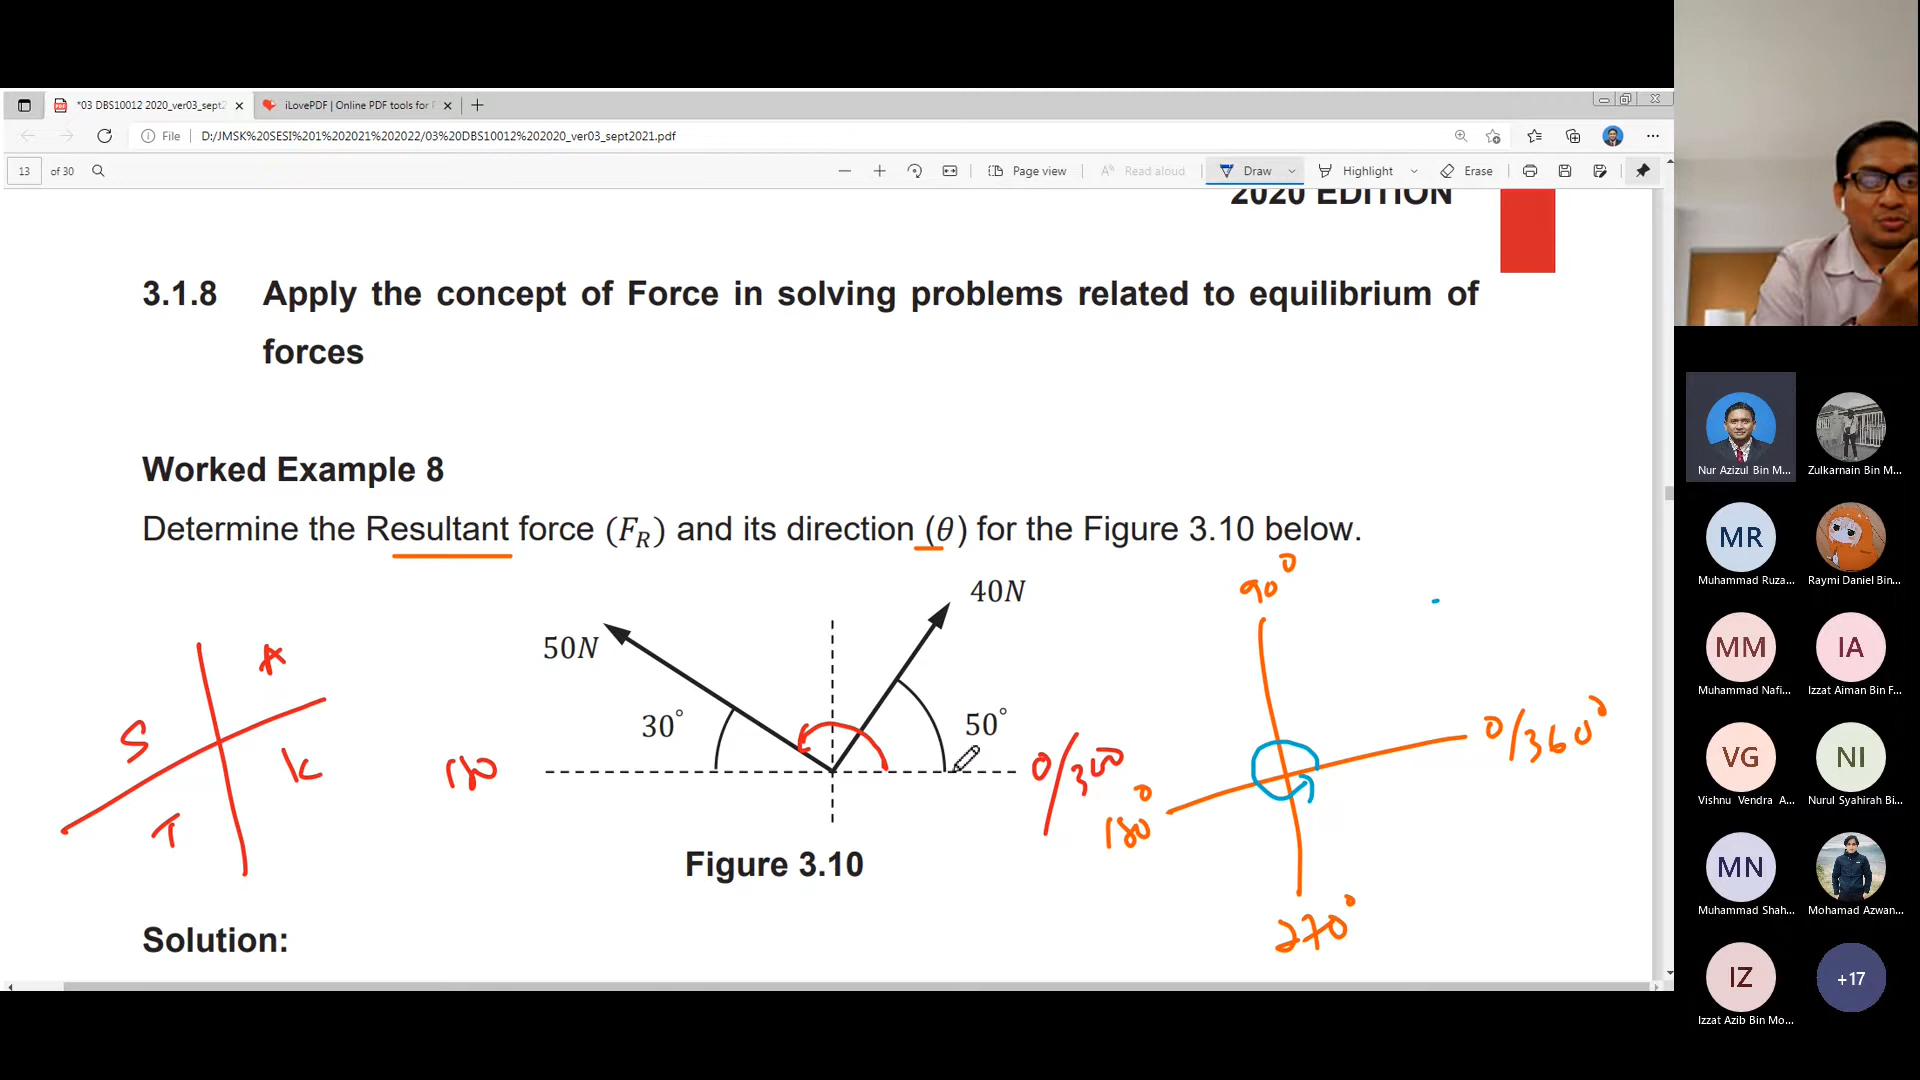 *03 DBS10012 2020_ver03_sept2
iLovePDF | Online PDF tools for
File D:/JMSK%20SESI%201%202021%202022/03%20DBS10012%202020_ver03_sept2021.pdf
13 of 30 Page view Read aloud Draw Highlight Erase
2020 EDITION
3.1.8 Apply the concept of Force in solving problems related to equilibrium of
forces
Worked Example 8
Determine the Resultant force (F_R) and its direction (θ) for the Figure 3.10 below.
90°
40N
50N
A
S
30°
50°
0/360°
K
180
0/360
180°
T
Figure 3.10
270°
Solution:
Nur Azizul Bin M...
Zulkarnain Bin M...
MR
Muhammad Ruza...
Raymi Daniel Bin...
MM
Muhammad Nafi...
IA
Izzat Aiman Bin F...
VG
Vishnu Vendra A...
NI
Nurul Syahirah Bi...
MN
Muhammad Shah...
Mohamad Azwan...
IZ
Izzat Azib Bin Mo...
+17